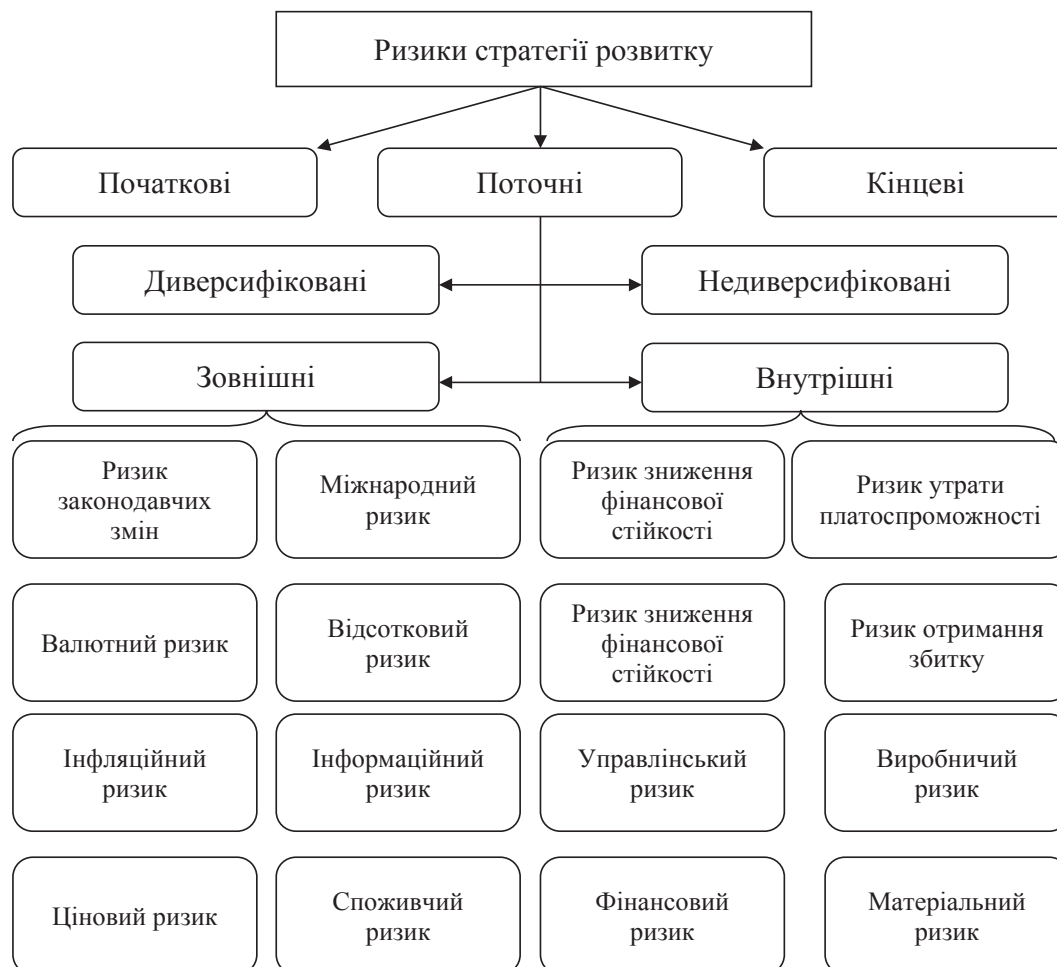 Ризики стратегії розвитку
Початкові
Поточні
Кінцеві
Диверсифіковані
Недиверсифіковані
Зовнішні
Внутрішні
Ризик
законодавчих
змін
Міжнародний
ризик
Ризик зниження
фінансової
стійкості
Ризик утрати
платоспроможності
Валютний ризик
Відсотковий
ризик
Ризик зниження
фінансової
стійкості
Ризик отримання
збитку
Інфляційний
ризик
Інформаційний
ризик
Управлінський
ризик
Виробничий
ризик
Ціновий ризик
Споживчий
ризик
Фінансовий
ризик
Матеріальний
ризик